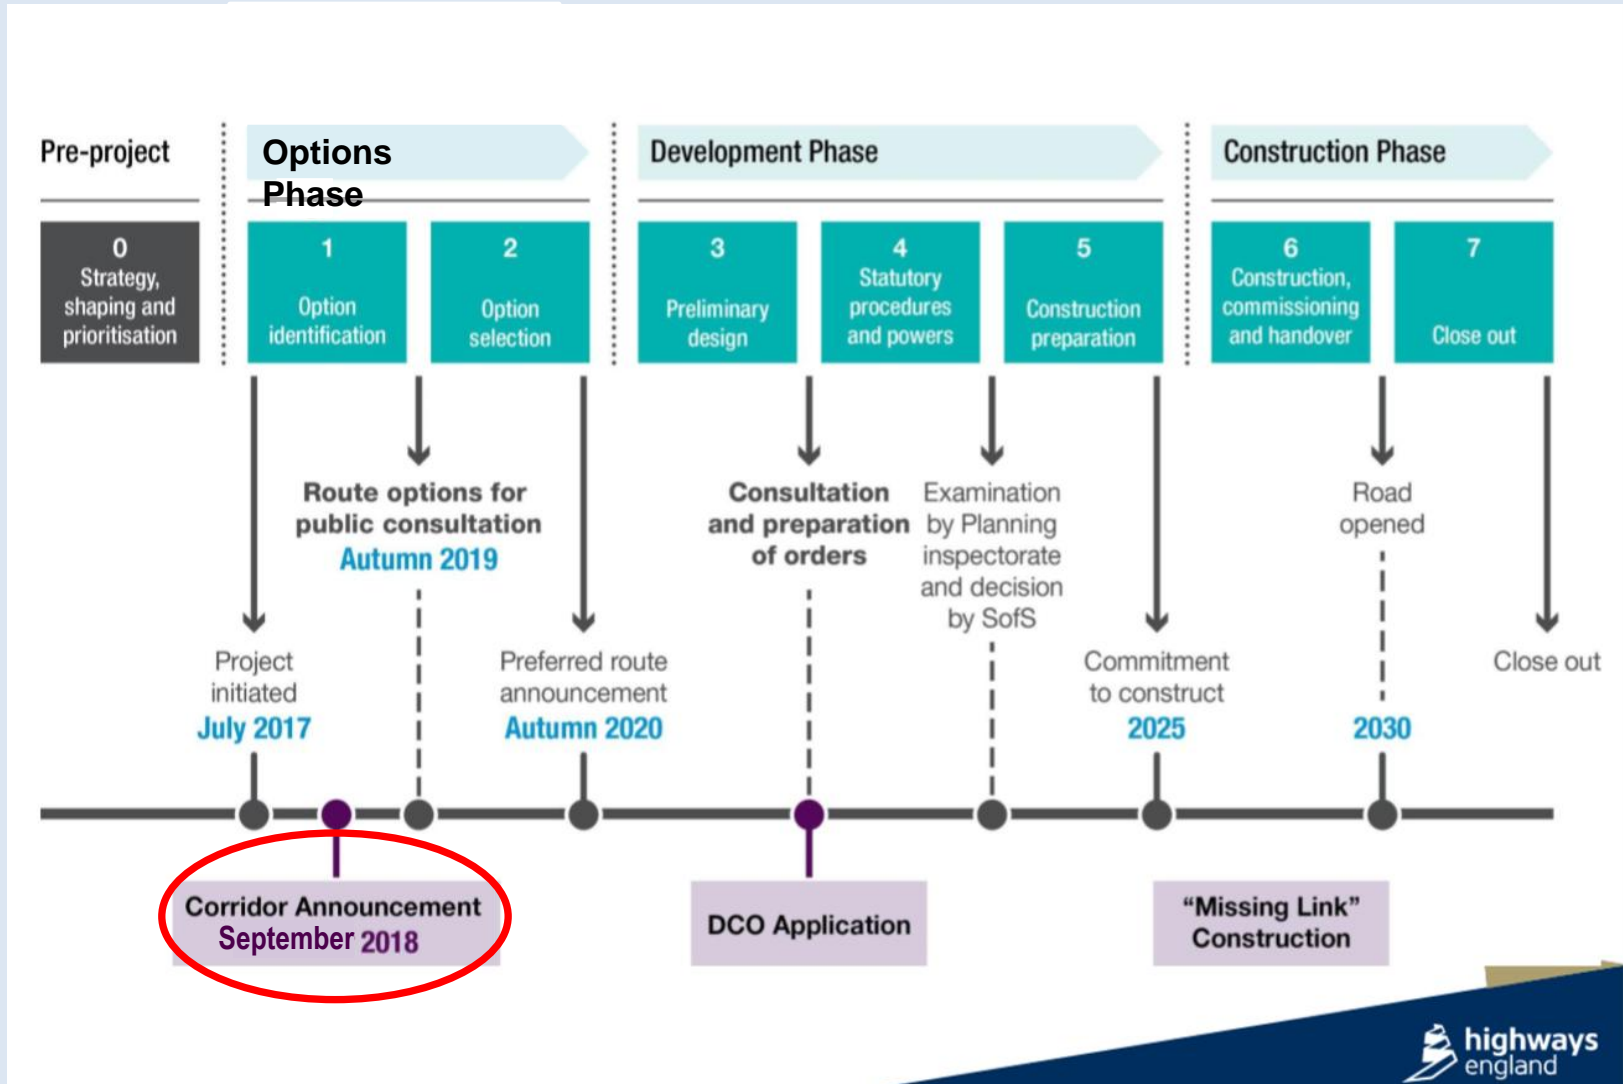 Pre-project
Options
Phase
Development Phase
Construction Phase
0
Strategy,
shaping and
prioritisation
1
Option
identification
2
Option
selection
3
Preliminary
design
4
Statutory
procedures
and powers
5
Construction
preparation
6
Construction,
commissioning
and handover
7
Close out
Route options for
public consultation
Autumn 2019
Consultation
and preparation
of orders
Examination
by Planning
inspectorate
and decision
by SofS
Road
opened
Project
initiated
July 2017
Preferred route
announcement
Autumn 2020
Commitment
to construct
2025
2030
Close out
Corridor Announcement
September 2018
DCO Application
“Missing Link”
Construction
highways
england